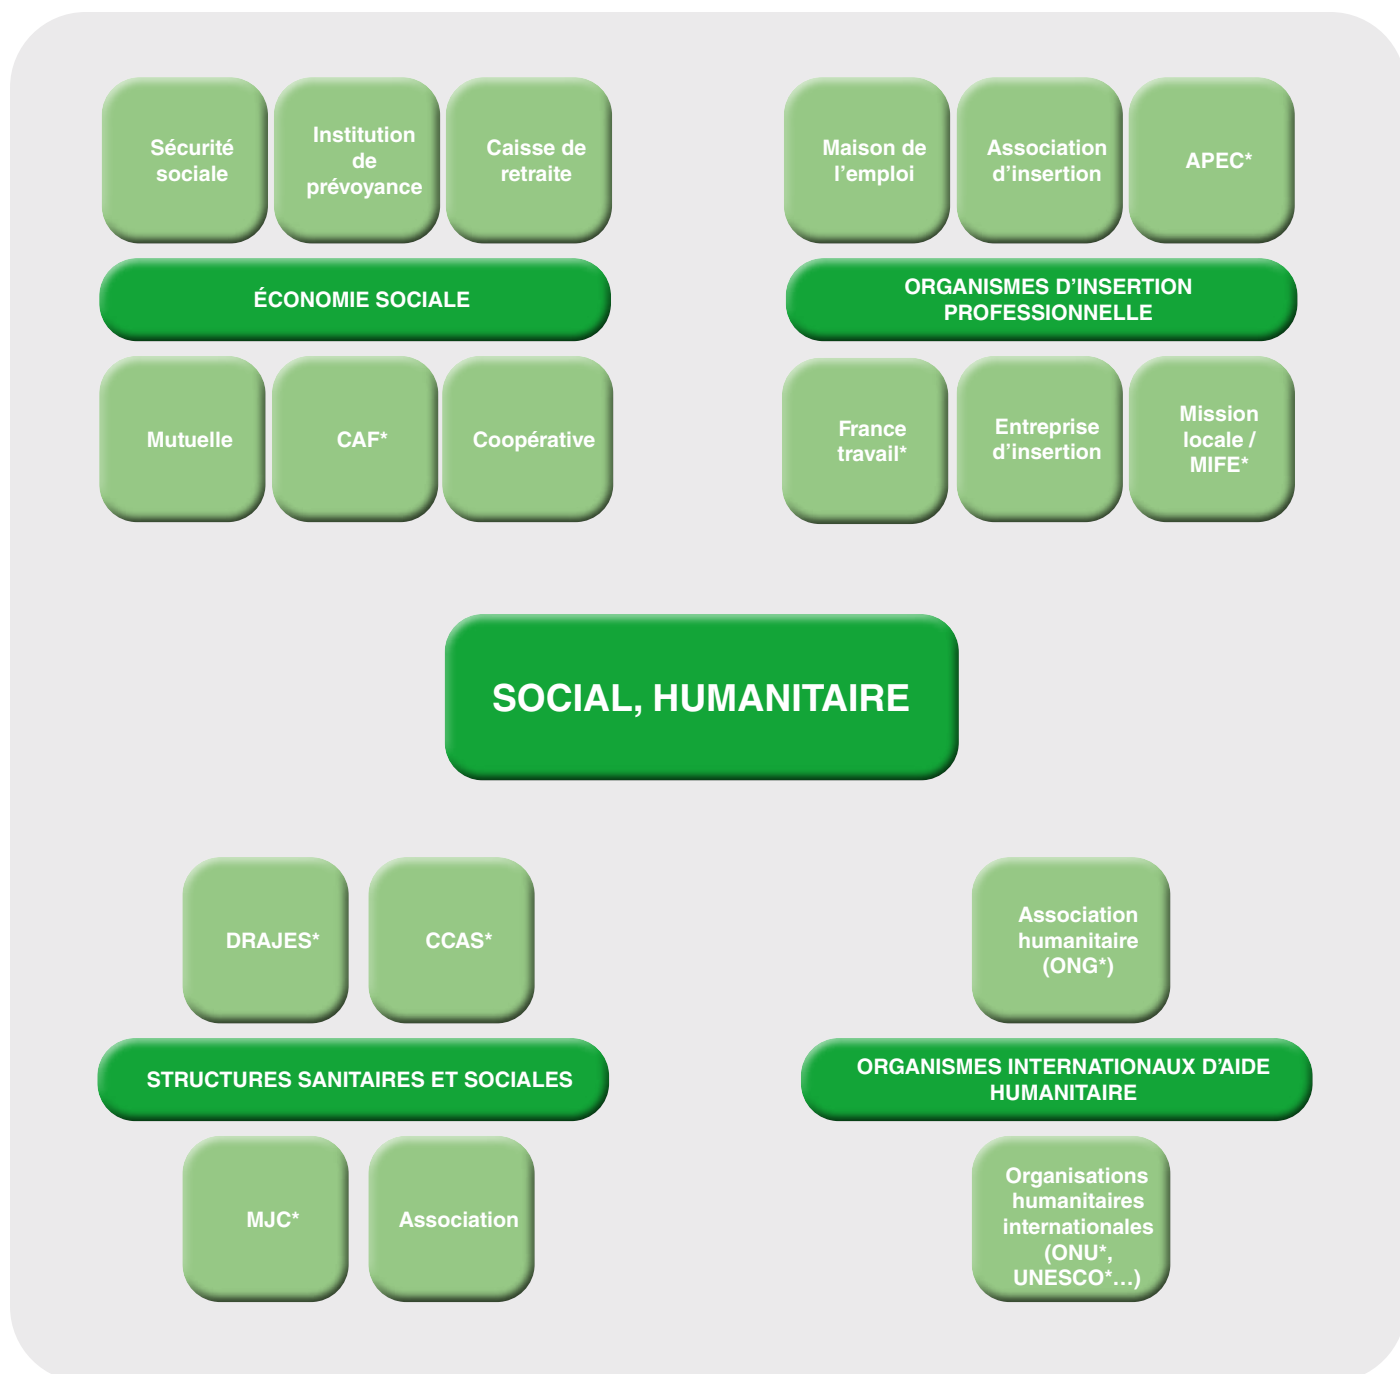 Sécurité
sociale
Institution
de
prévoyance
Caisse de
retraite
ÉCONOMIE SOCIALE
Mutuelle
CAF*
Coopérative
Maison de
l’emploi
Association
d’insertion
APEC*
ORGANISMES D’INSERTION
PROFESSIONNELLE
France
travail*
Entreprise
d’insertion
Mission
locale /
MIFE*
SOCIAL, HUMANITAIRE
DRAJES*
CCAS*
STRUCTURES SANITAIRES ET SOCIALES
MJC*
Association
Association
humanitaire
(ONG*)
ORGANISMES INTERNATIONAUX D’AIDE
HUMANITAIRE
Organisations
humanitaires
internationales
(ONU*,
UNESCO*…)